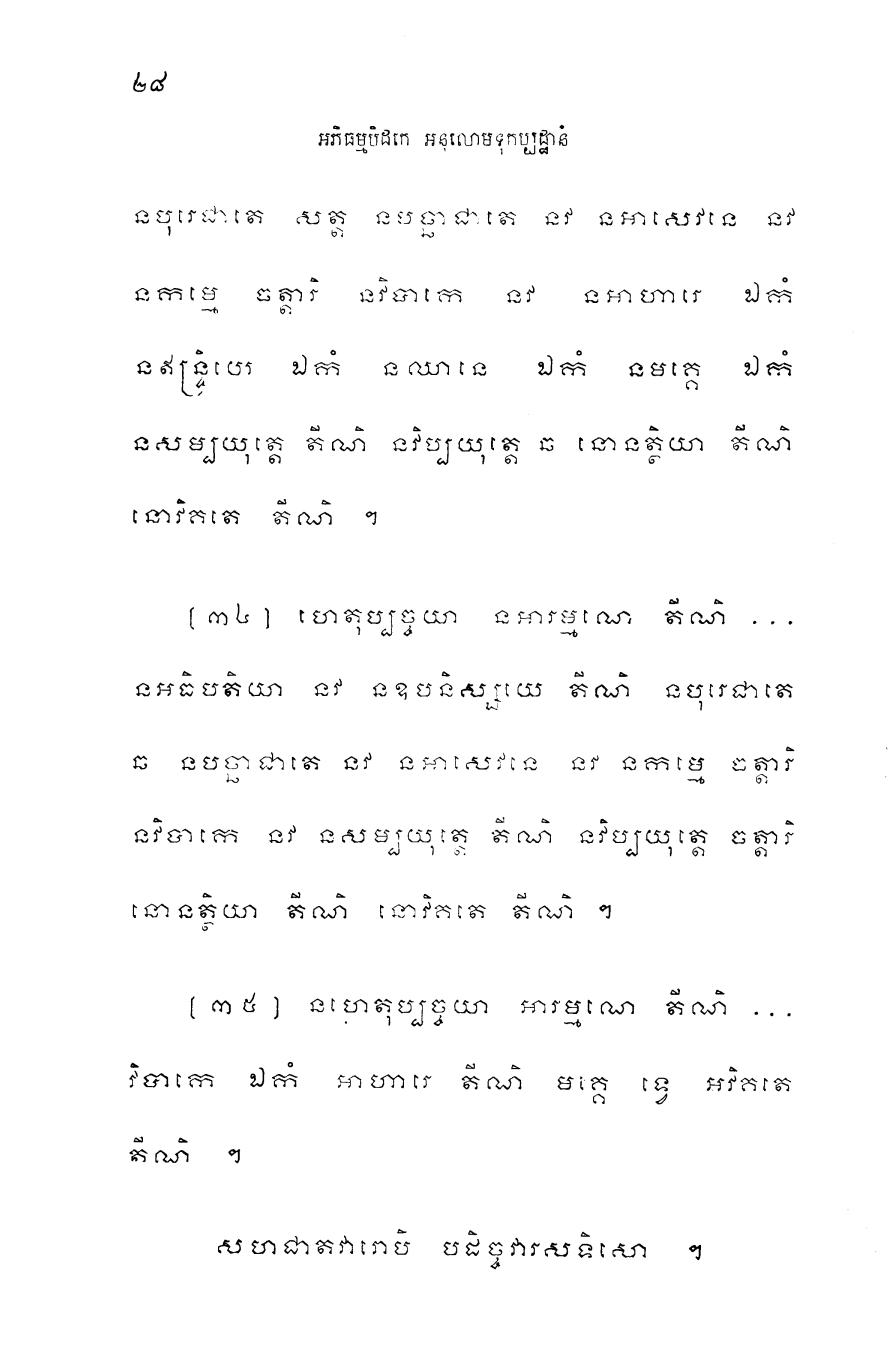 ២៨
អភិធម្មបិដកេ អនុលោមទុកប្បដ្ឋានំ
នបុរេជាតេ សត្ត នបច្ឆាជាតេ នវ នអាសេវនេ នវ
នកម្មេ ចត្តារិ នវិបាកេ នវ នអាហារេ ឯកំ
នឥន្ទ្រិយេ ឯកំ នឈានេ ឯកំ នមគ្គេ ឯកំ
នសម្បយុត្តេ តីណិ នវិប្បយុត្តេ ឆ នោនត្ថិយា តីណិ
នោវិគតេ តីណិ ។
[៣៤] ហេតុប្បច្ចយា នអារម្មណេ តីណិ ...
នអធិបតិយា នវ នឧបនិស្សយេ តីណិ នបុរេជាតេ
ឆ នបច្ឆាជាតេ នវ នអាសេវនេ នវ នកម្មេ ចត្តារិ
នវិបាកេ នវ នសម្បយុត្តេ តីណិ នវិប្បយុត្តេ ចត្តារិ
នោនត្ថិយា តីណិ នោវិគតេ តីណិ ។
[៣៥] នហេតុប្បច្ចយា អារម្មណេ តីណិ ...
វិបាកេ ឯកំ អាហារេ តីណិ មគ្គេ ទ្វេ អវិគតេ
តីណិ ។
សហជាតវារោបិ បដិច្ចវារសទិសោ ។